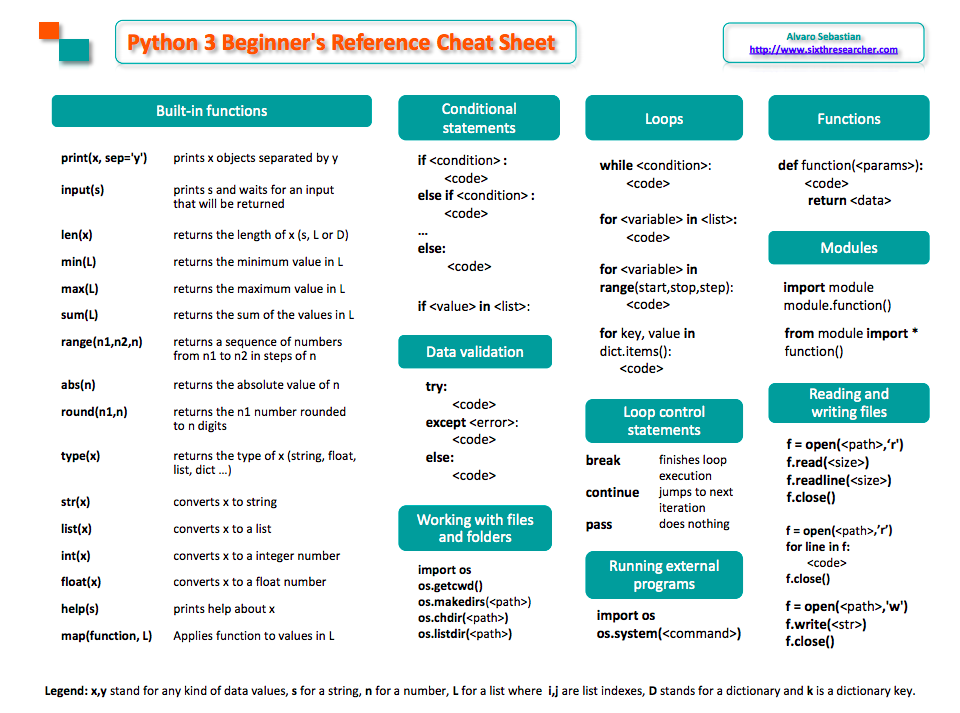 Python 3 Beginner's Reference Cheat Sheet
Alvaro Sebastian
http://www.sixthresearcher.com
Built-in functions
print(x, sep='y') prints x objects separated by y
input(s) prints s and waits for an input
that will be returned
len(x) returns the length of x (s, L or D)
min(L) returns the minimum value in L
max(L) returns the maximum value in L
sum(L) returns the sum of the values in L
range(n1,n2,n) returns a sequence of numbers
from n1 to n2 in steps of n
abs(n) returns the absolute value of n
round(n1,n) returns the n1 number rounded
to n digits
type(x) returns the type of x (string, float,
list, dict …)
str(x) converts x to string
list(x) converts x to a list
int(x) converts x to a integer number
float(x) converts x to a float number
help(s) prints help about x
map(function, L) Applies function to values in L
Conditional
statements
if <condition> :
<code>
else if <condition> :
<code>
…
else:
<code>
if <value> in <list>:
Data validation
try:
<code>
except <error>:
<code>
else:
<code>
Working with files
and folders
import os
os.getcwd()
os.makedirs(<path>)
os.chdir(<path>)
os.listdir(<path>)
Loops
while <condition>:
<code>
for <variable> in <list>:
<code>
for <variable> in
range(start,stop,step):
<code>
for key, value in
dict.items():
<code>
Loop control
statements
break finishes loop
execution
continue jumps to next
iteration
pass does nothing
Running external
programs
import os
os.system(<command>)
Functions
def function(<params>):
<code>
return <data>
Modules
import module
module.function()
from module import *
function()
Reading and
writing files
f = open(<path>,‘r')
f.read(<size>)
f.readline(<size>)
f.close()
f = open(<path>,’r’)
for line in f:
<code>
f.close()
f = open(<path>,'w')
f.write(<str>)
f.close()
Legend: x,y stand for any kind of data values, s for a string, n for a number, L for a list where i,j are list indexes, D stands for a dictionary and k is a dictionary key.